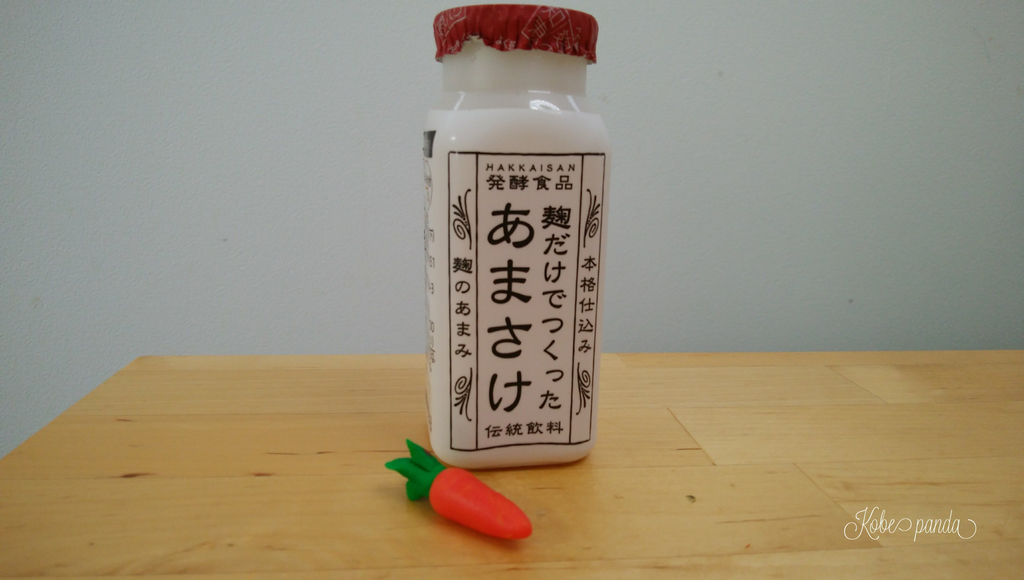 HAKKAISAN
発酵食品
本格仕込み
麹だけでつくった
あまさけ
麹のあまみ
伝統飲料
Kobe panda